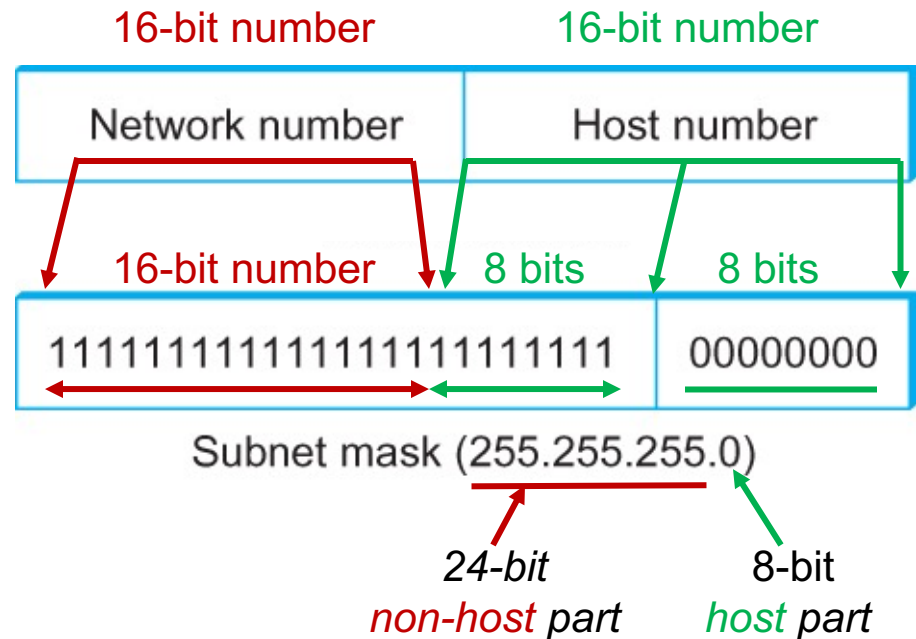 16-bit number 16-bit number
Network number Host number
16-bit number 8 bits 8 bits
111111111111111111111111 00000000
Subnet mask (255.255.255.0)
24-bit 8-bit
non-host part host part